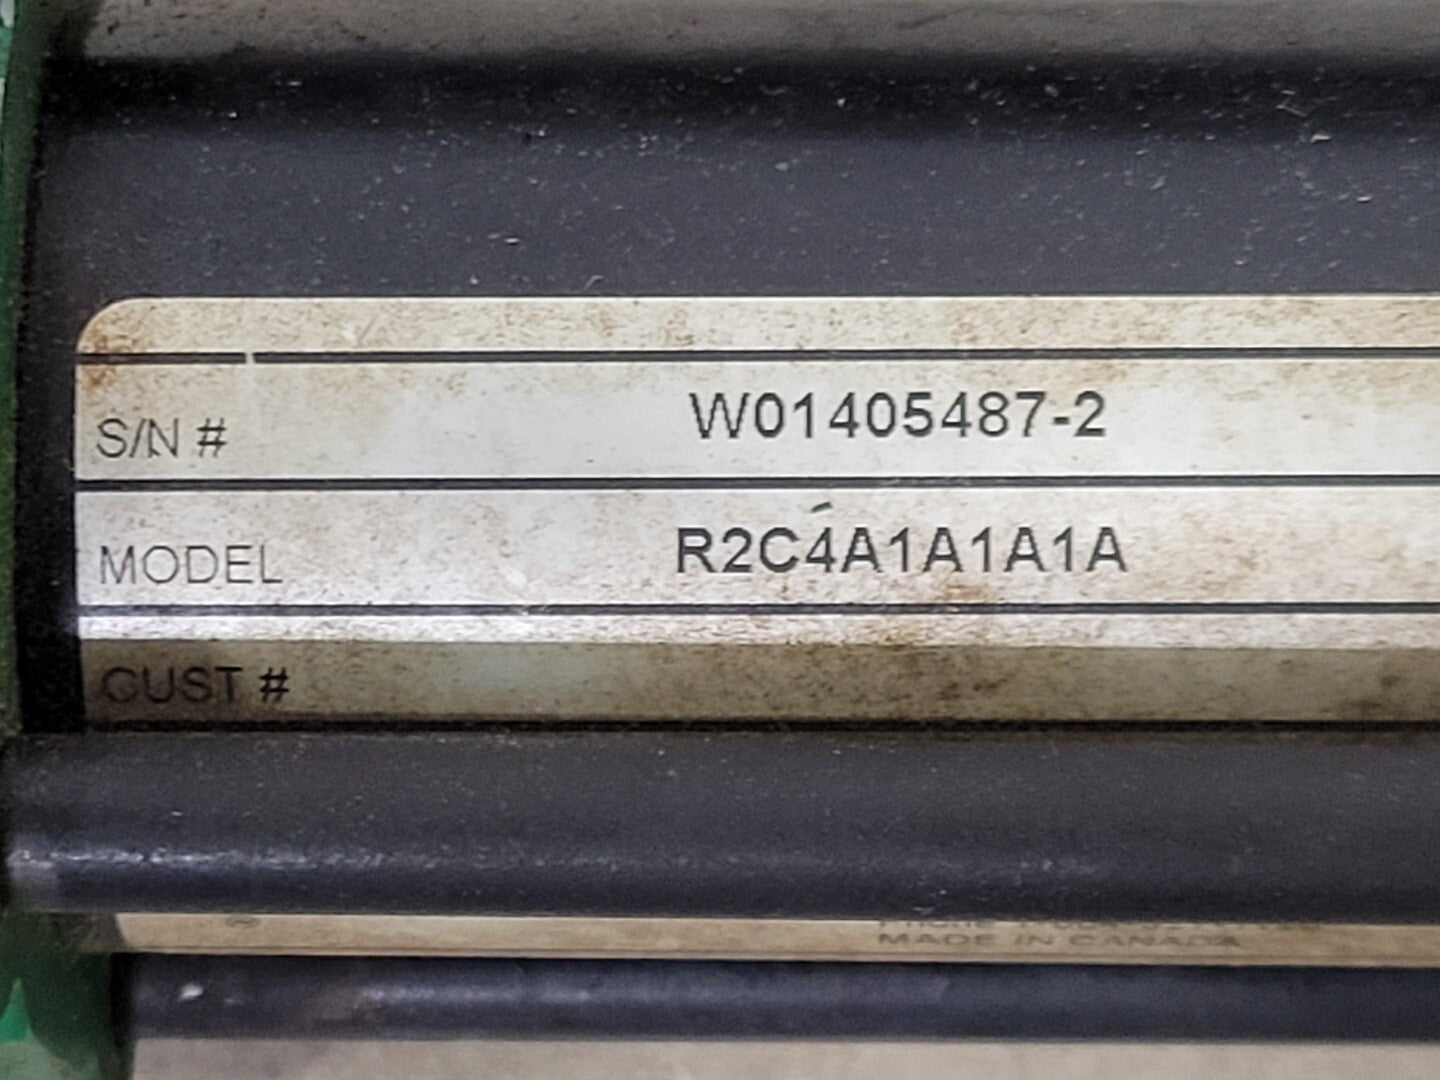 S/N # W01405487-2
MODEL R2C4A1A1A1A
CUST #
MADE IN CANADA